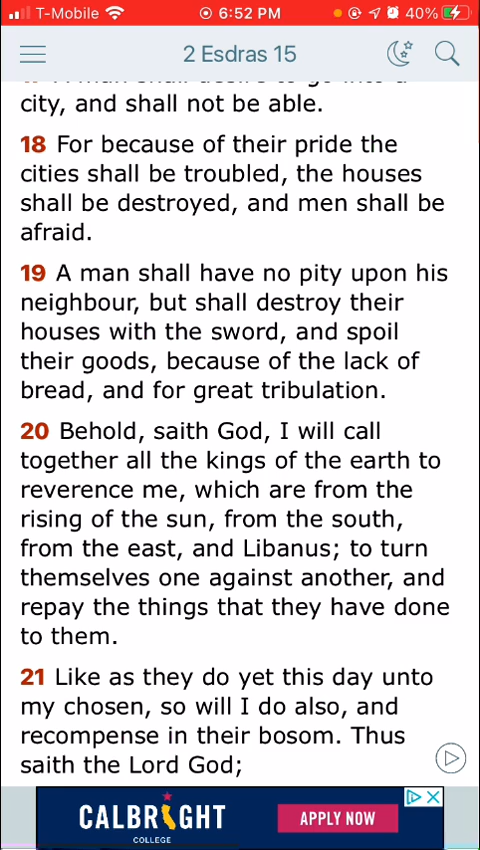 T-Mobile 6:52 PM 40%
2 Esdras 15
city, and shall not be able.
18 For because of their pride the
cities shall be troubled, the houses
shall be destroyed, and men shall be
afraid.
19 A man shall have no pity upon his
neighbour, but shall destroy their
houses with the sword, and spoil
their goods, because of the lack of
bread, and for great tribulation.
20 Behold, saith God, I will call
together all the kings of the earth to
reverence me, which are from the
rising of the sun, from the south,
from the east, and Libanus; to turn
themselves one against another, and
repay the things that they have done
to them.
21 Like as they do yet this day unto
my chosen, so will I do also, and
recompense in their bosom. Thus
saith the Lord God;
CALBRIGHT
COLLEGE
APPLY NOW